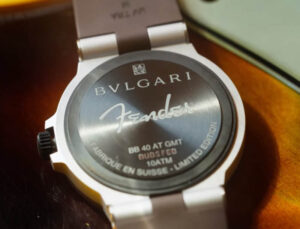 BVLGARI
Fender
BB 40 AT GMT
10ATM
FABRIQUE EN SUISSE - LIMITED EDITION